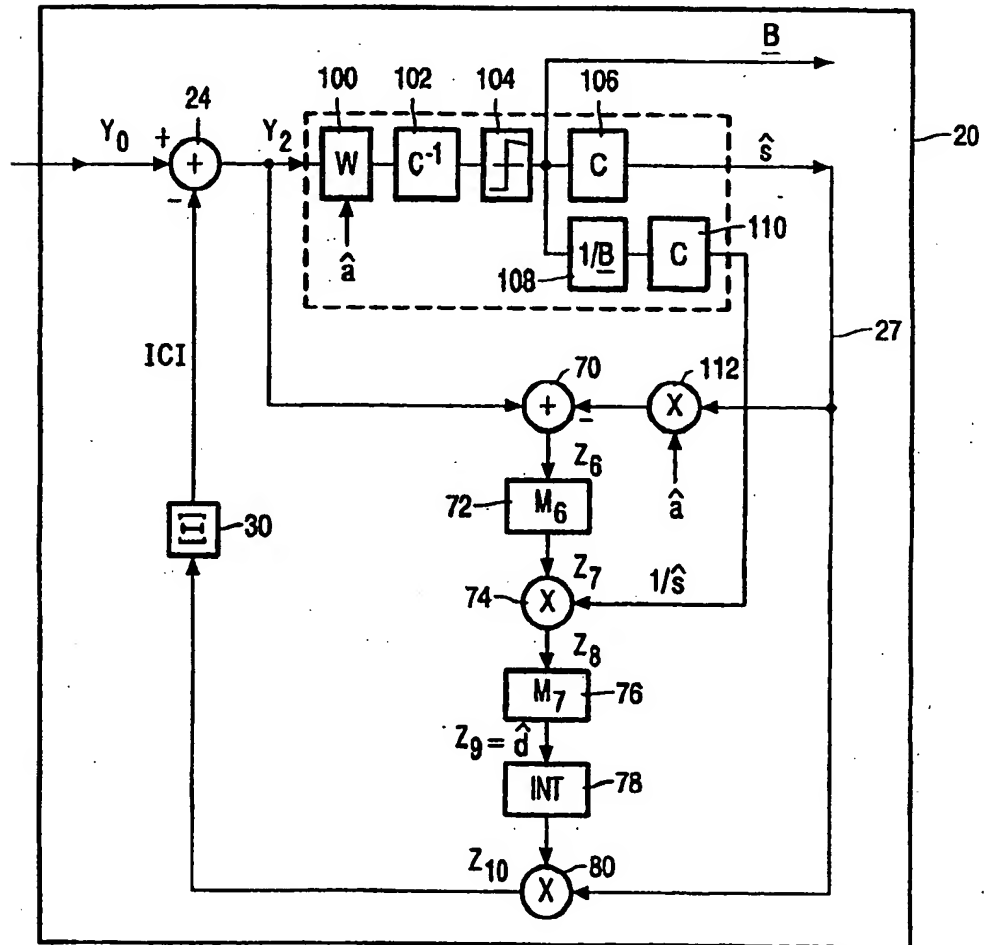 B
100
102
104
106
24
20
Y0
+
Y2
ŝ
+
W
C⁻¹
C
-
110
â
1/B
C
108
27
ICI
70
112
+
-
X
Z6
â
72
M6
30
Ξ
Z7
1/ŝ
74
X
Z8
M7
76
Z9 = d̂
INT
78
Z10
80
X